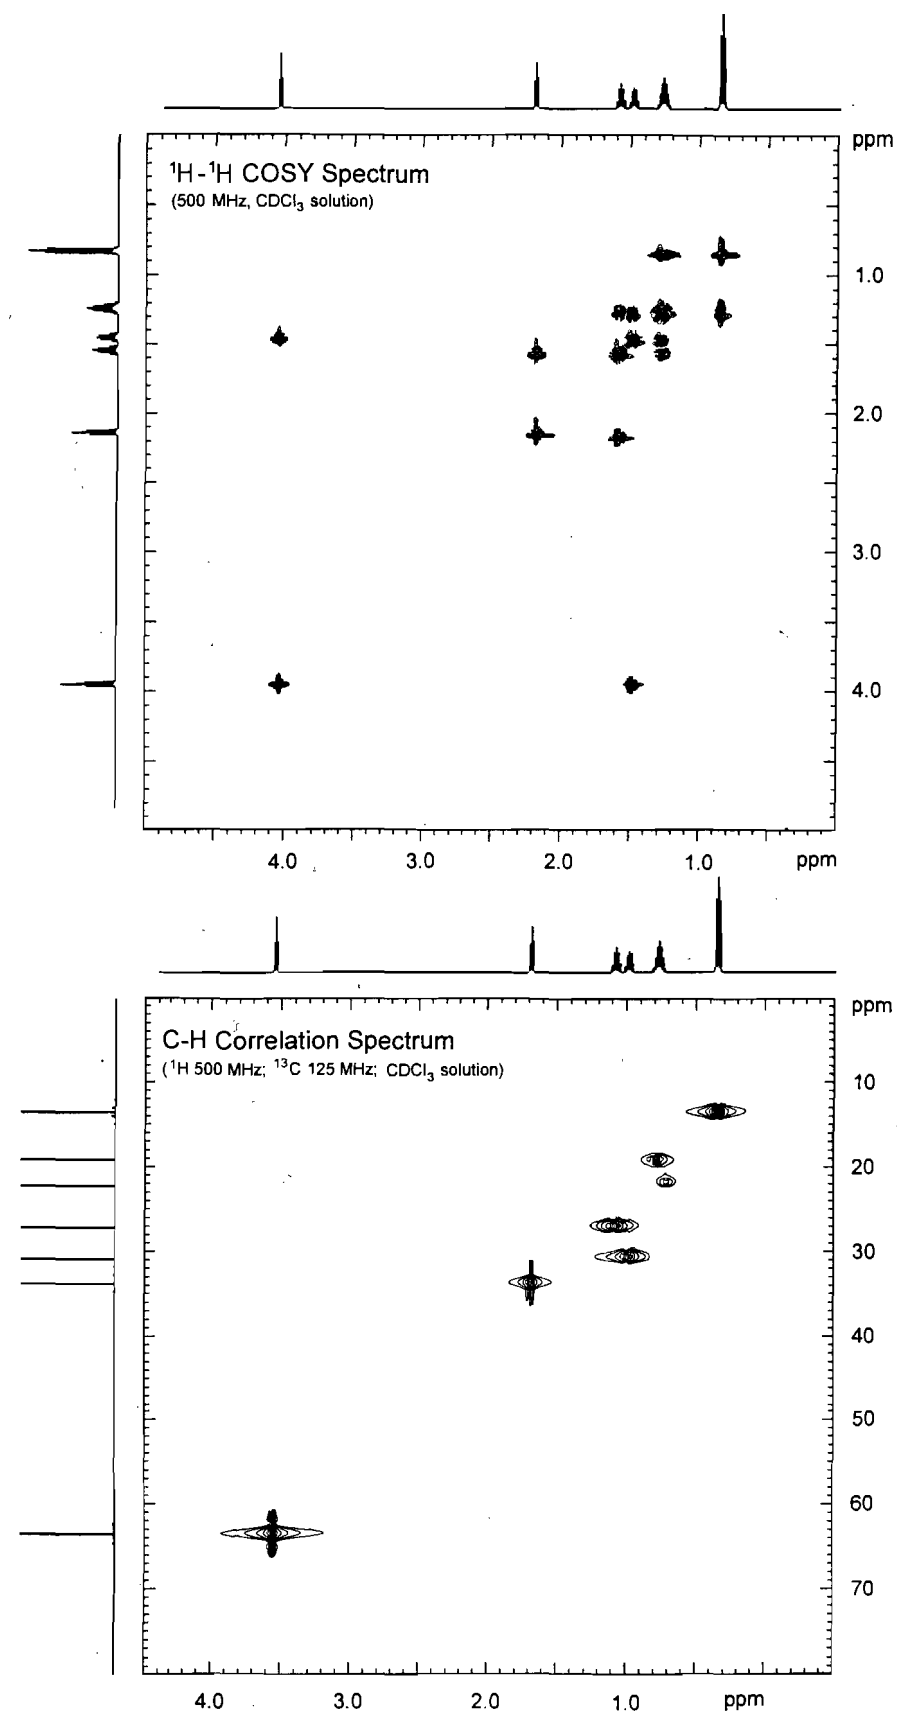 ppm
¹H-¹H COSY Spectrum
(500 MHz, CDCl₃ solution)
1.0
2.0
3.0
4.0
4.0 3.0 2.0 1.0 ppm
ppm
C-H Correlation Spectrum
(¹H 500 MHz; ¹³C 125 MHz; CDCl₃ solution)
10
20
30
40
50
60
70
4.0 3.0 2.0 1.0 ppm